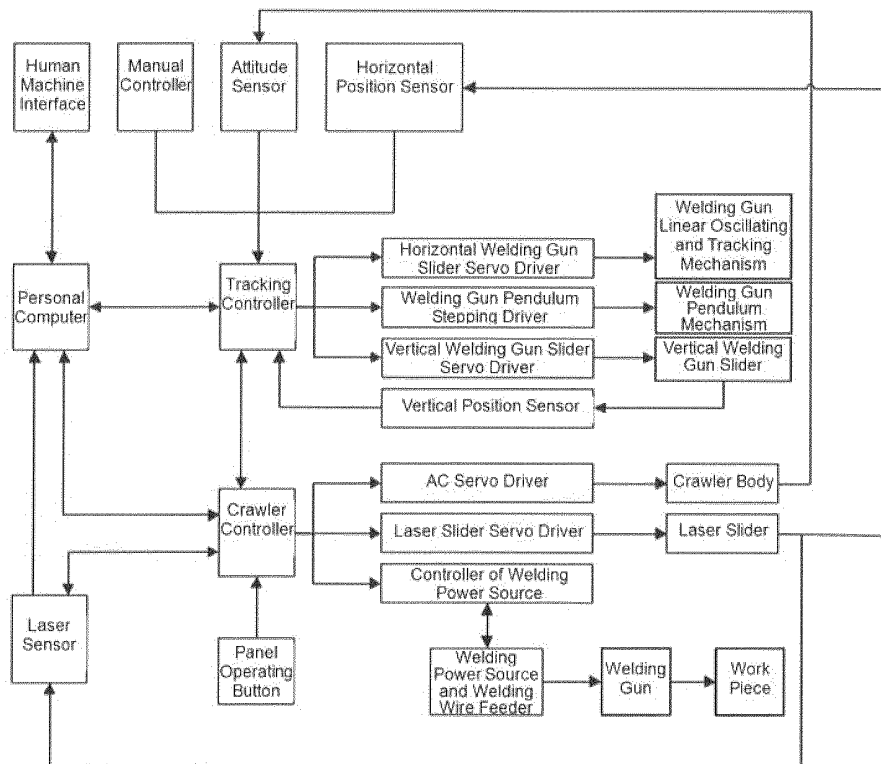 Human
Machine
Interface
Manual
Controller
Attitude
Sensor
Horizontal
Position Sensor
Personal
Computer
Tracking
Controller
Horizontal Welding Gun
Slider Servo Driver
Welding Gun
Linear Oscillating
and Tracking
Mechanism
Welding Gun Pendulum
Stepping Driver
Welding Gun
Pendulum
Mechanism
Vertical Welding Gun Slider
Servo Driver
Vertical Welding
Gun Slider
Vertical Position Sensor
Crawler
Controller
AC Servo Driver
Crawler Body
Laser Slider Servo Driver
Laser Slider
Controller of Welding
Power Source
Laser
Sensor
Panel
Operating
Button
Welding
Power Source
and Welding
Wire Feeder
Welding
Gun
Work
Piece